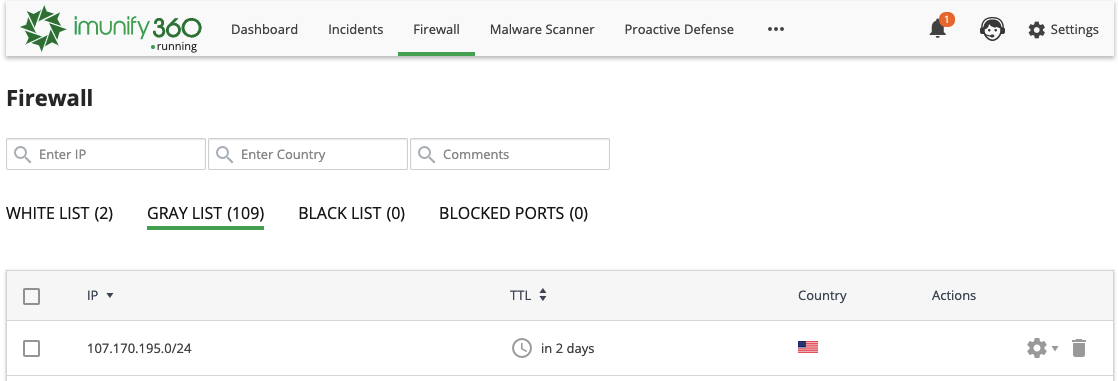 imunify360 Dashboard Incidents Firewall Malware Scanner Proactive Defense ••• 1 Settings
•running
Firewall
Enter IP Enter Country Comments
WHITE LIST (2) GRAY LIST (109) BLACK LIST (0) BLOCKED PORTS (0)
IP TTL Country Actions
107.170.195.0/24 in 2 days